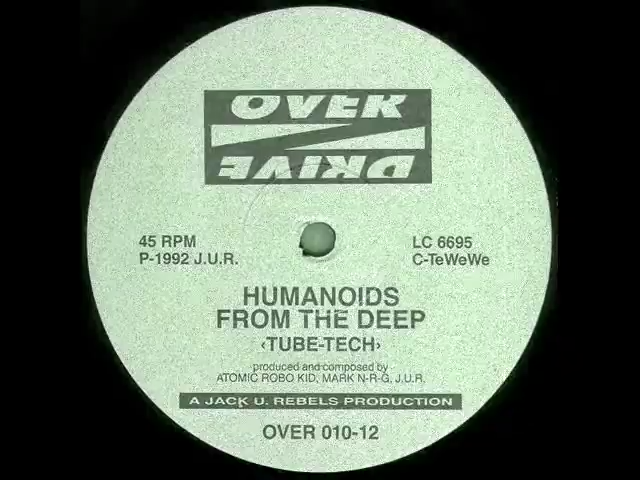 OVER
DRIVE
45 RPM
P-1992 J.U.R.
LC 6695
C-TeWeWe
HUMANOIDS
FROM THE DEEP
‹TUBE-TECH›
produced and composed by
ATOMIC ROBO KID, MARK N-R-G, J.U.R.
A JACK U. REBELS PRODUCTION
OVER 010-12